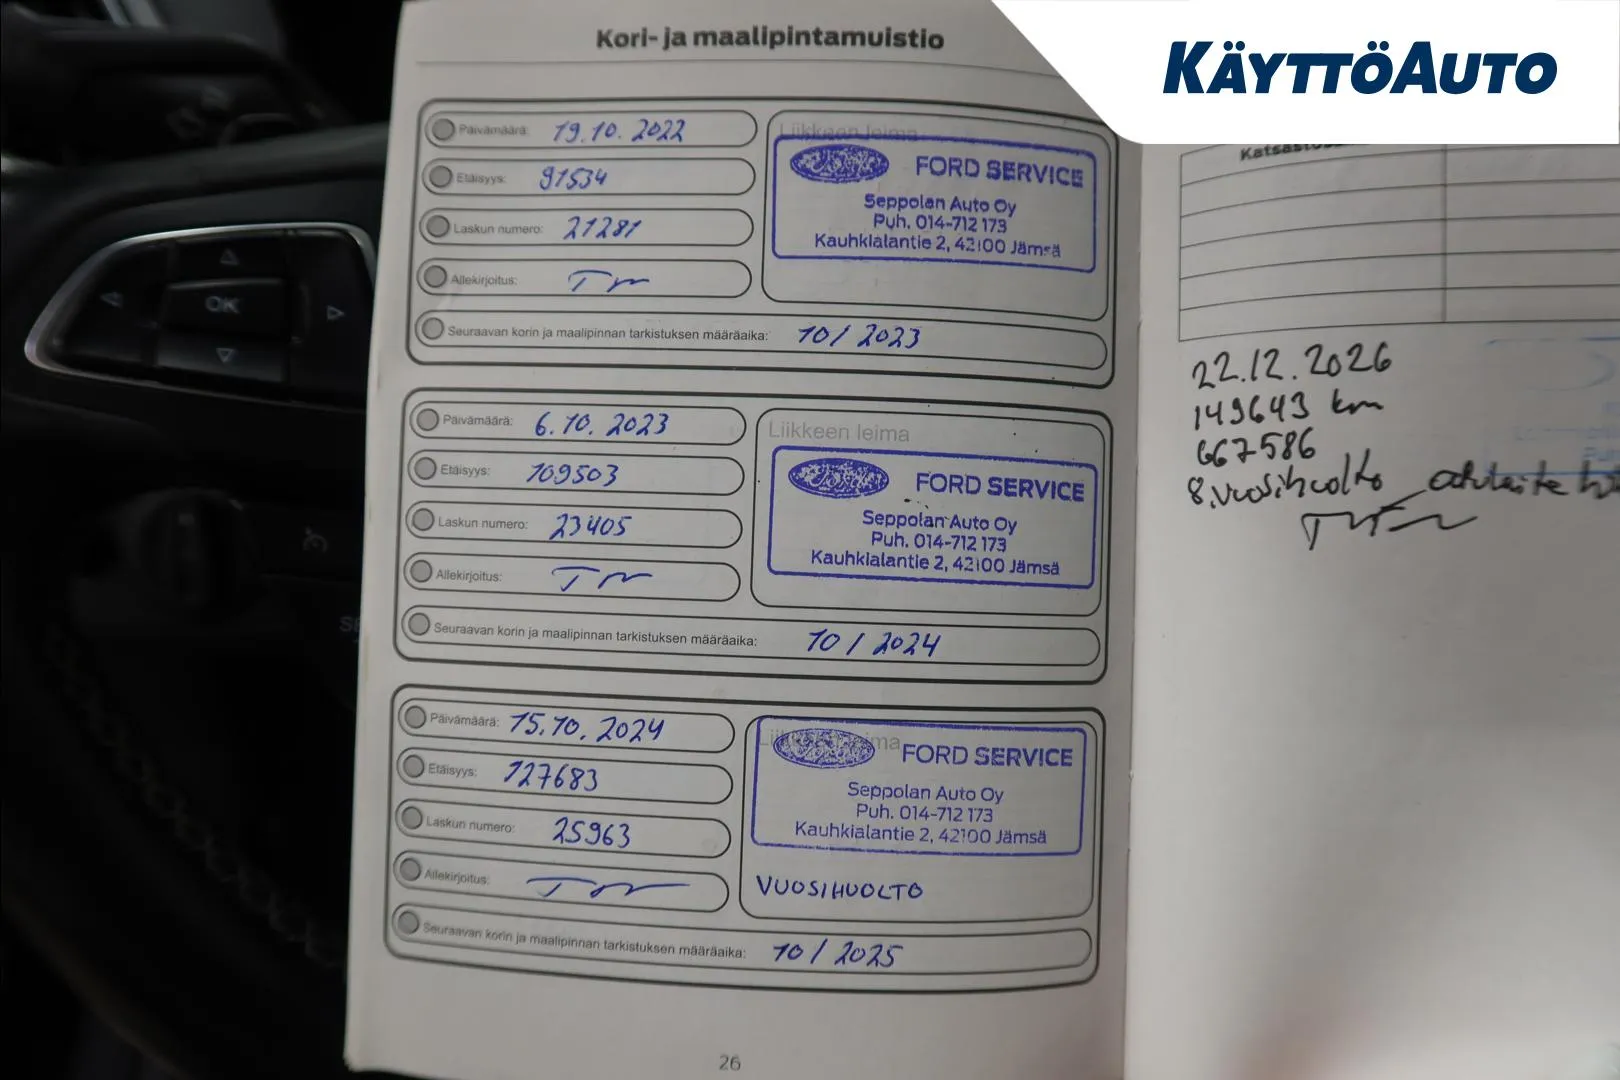 KÄYTTÖAUTO
Kori- ja maalipintamuistio
Päivämäärä: 19.10.2022
Etäisyys: 91534
Laskun numero: 21281
Allekirjoitus:
Seuraavan korin ja maalipinnan tarkistuksen määräaika: 10/2023
Liikkeen leima
Ford
FORD SERVICE
Seppolan Auto Oy
Puh. 014-712 173
Kauhkialantie 2, 42100 Jämsä
Päivämäärä: 6.10.2023
Etäisyys: 109503
Laskun numero: 23405
Allekirjoitus:
Seuraavan korin ja maalipinnan tarkistuksen määräaika: 10/2024
Liikkeen leima
Ford
FORD SERVICE
Seppolan Auto Oy
Puh. 014-712 173
Kauhkialantie 2, 42100 Jämsä
Päivämäärä: 15.10.2024
Etäisyys: 127683
Laskun numero: 25963
Allekirjoitus:
Seuraavan korin ja maalipinnan tarkistuksen määräaika: 10/2025
Liikkeen leima
FORD SERVICE
Seppolan Auto Oy
Puh. 014-712 173
Kauhkialantie 2, 42100 Jämsä
VUOSIHUOLTO
26
22.12.2026
149643 km
667586
8.vuosihuolto
OK